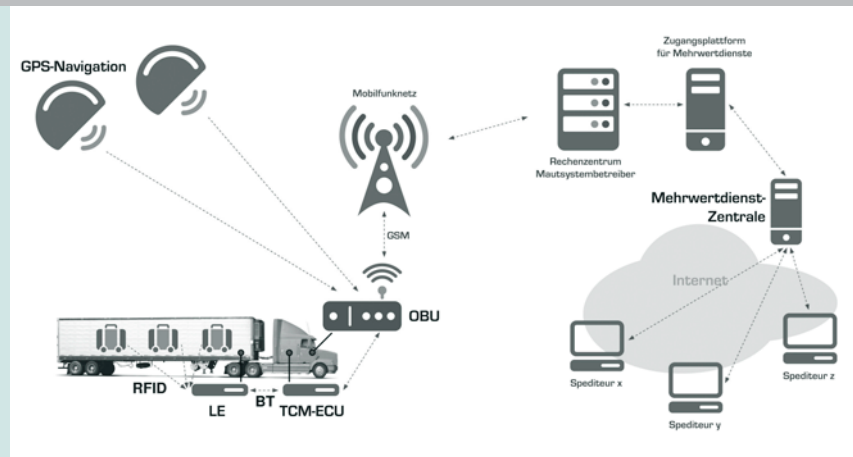 GPS-Navigation
Mobilfunknetz
Zugangsplattform
für Mehrwertdienste
Rechenzentrum
Mautsystembetreiber
Mehrwertdienst-
Zentrale
GSM
Internet
OBU
RFID
LE
BT
TCM-ECU
Spediteur x
Spediteur y
Spediteur z